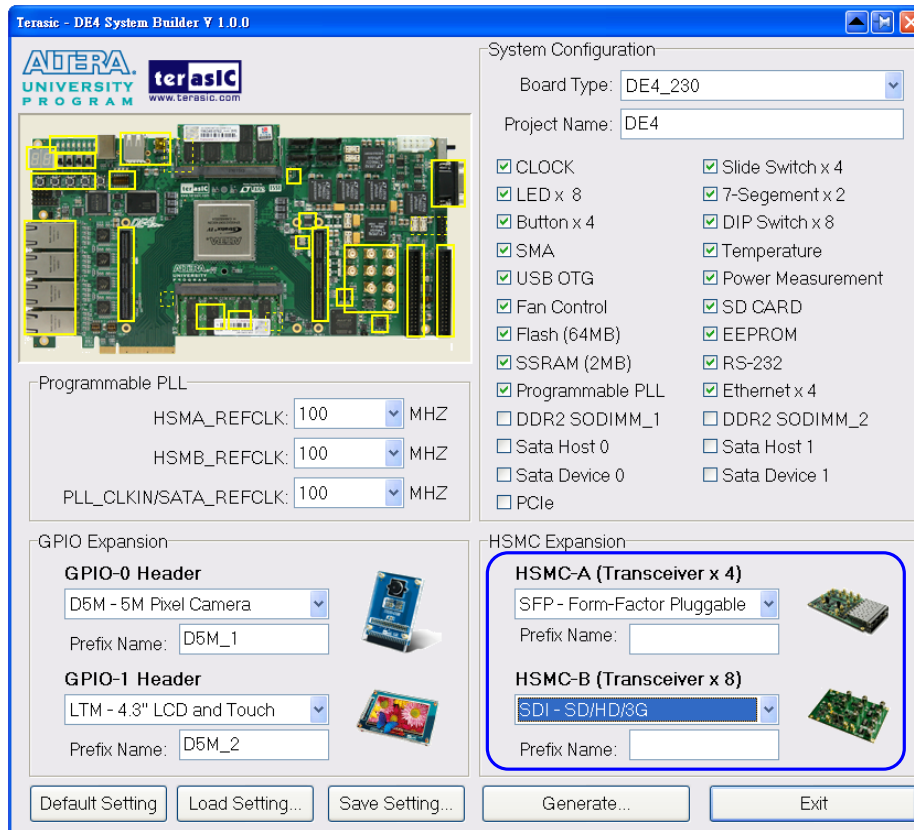 Terasic - DE4 System Builder V 1.0.0
ALTERA.
UNIVERSITY
PROGRAM
terasIC
www.terasic.com
System Configuration
Board Type: DE4_230
Project Name: DE4
CLOCK
Slide Switch x 4
LED x 8
7-Segement x 2
Button x 4
DIP Switch x 8
SMA
Temperature
USB OTG
Power Measurement
Fan Control
SD CARD
Flash (64MB)
EEPROM
SSRAM (2MB)
RS-232
Programmable PLL
Ethernet x 4
DDR2 SODIMM_1
DDR2 SODIMM_2
Sata Host 0
Sata Host 1
Sata Device 0
Sata Device 1
PCIe
Programmable PLL
HSMA_REFCLK: 100 MHZ
HSMB_REFCLK: 100 MHZ
PLL_CLKIN/SATA_REFCLK: 100 MHZ
GPIO Expansion
GPIO-0 Header
D5M - 5M Pixel Camera
Prefix Name: D5M_1
GPIO-1 Header
LTM - 4.3" LCD and Touch
Prefix Name: D5M_2
HSMC Expansion
HSMC-A (Transceiver x 4)
SFP - Form-Factor Pluggable
Prefix Name:
HSMC-B (Transceiver x 8)
SDI - SD/HD/3G
Prefix Name:
Default Setting
Load Setting...
Save Setting...
Generate...
Exit